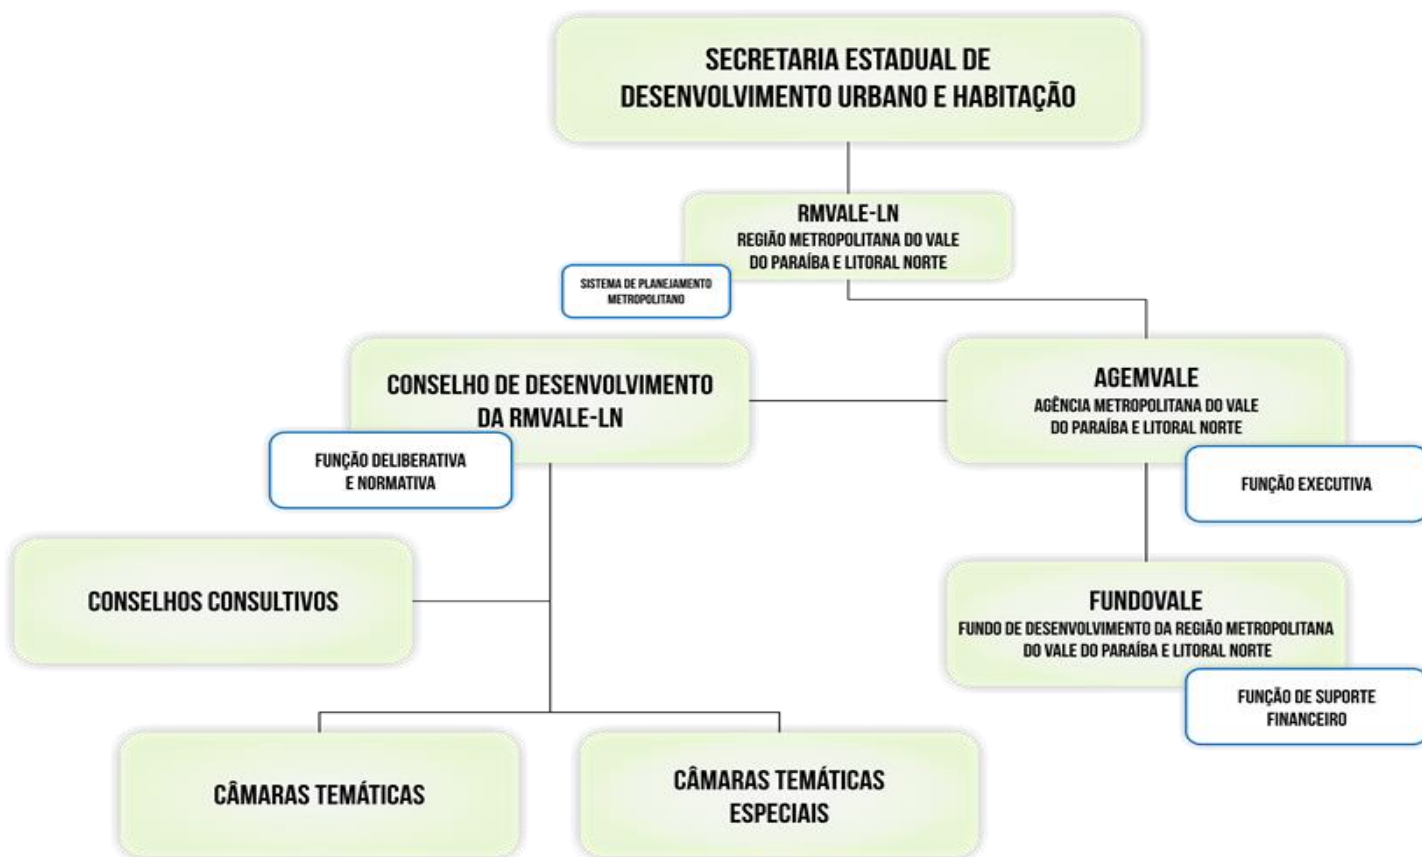 SECRETARIA ESTADUAL DE
DESENVOLVIMENTO URBANO E HABITAÇÃO
RMVALE-LN
REGIÃO METROPOLITANA DO VALE
DO PARAÍBA E LITORAL NORTE
SISTEMA DE PLANEJAMENTO
METROPOLITANO
CONSELHO DE DESENVOLVIMENTO
DA RMVALE-LN
FUNÇÃO DELIBERATIVA
E NORMATIVA
AGEMVALE
AGÊNCIA METROPOLITANA DO VALE
DO PARAÍBA E LITORAL NORTE
FUNÇÃO EXECUTIVA
CONSELHOS CONSULTIVOS
FUNDOVALE
FUNDO DE DESENVOLVIMENTO DA REGIÃO METROPOLITANA
DO VALE DO PARAÍBA E LITORAL NORTE
FUNÇÃO DE SUPORTE
FINANCEIRO
CÂMARAS TEMÁTICAS
CÂMARAS TEMÁTICAS
ESPECIAIS